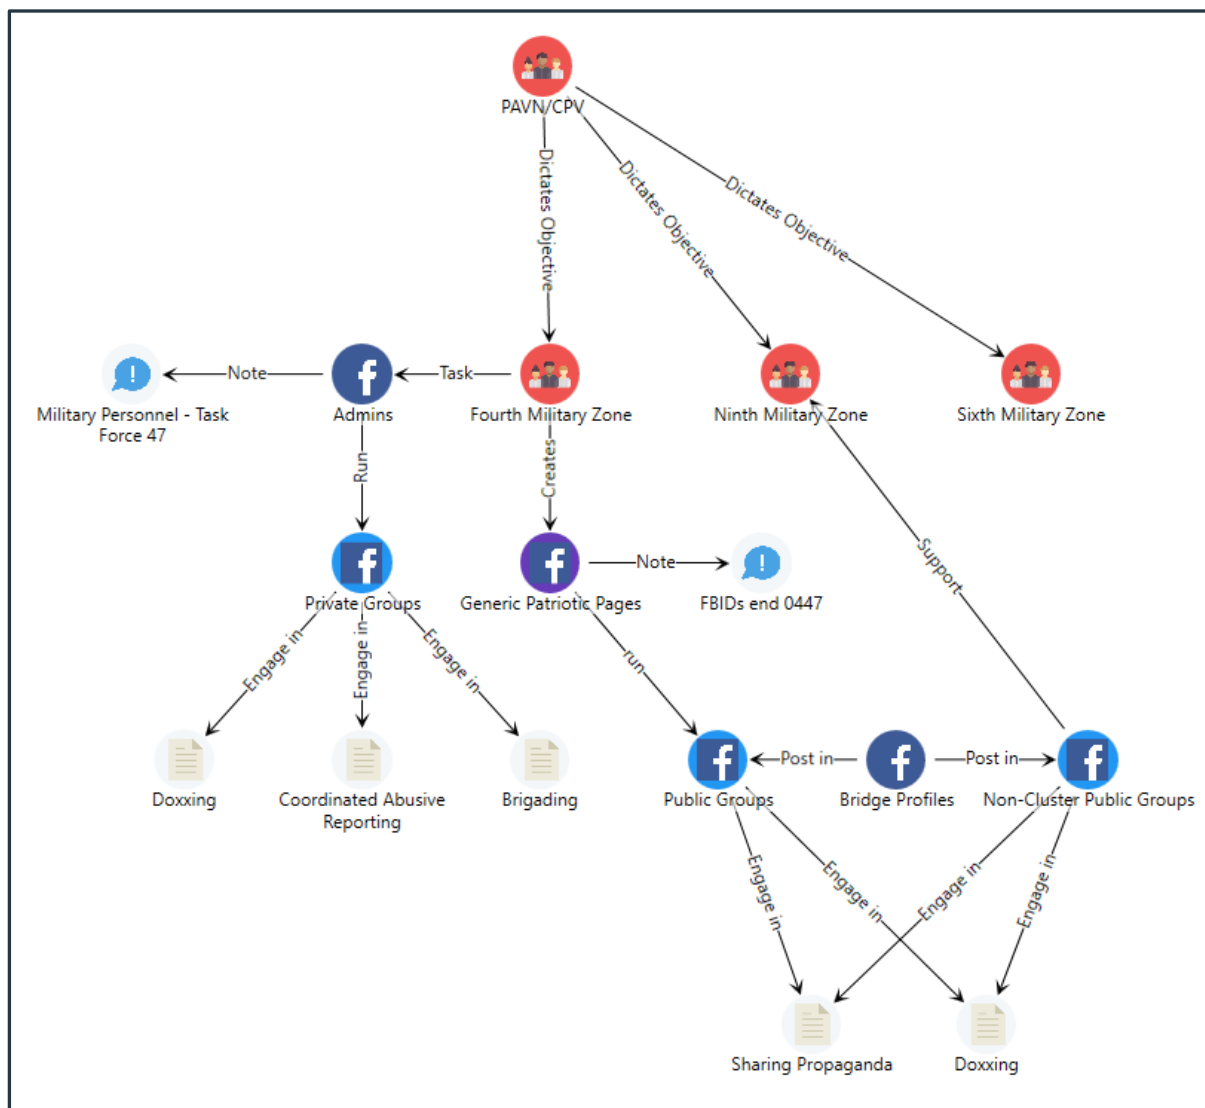 PAVN/CPV
Dictates Objective
Dictates Objective
Dictates Objective
Note
Task
Military Personnel - Task
Force 47
Admins
Fourth Military Zone
Ninth Military Zone
Sixth Military Zone
Run
Creates
Support
Note
Private Groups
Generic Patriotic Pages
FBIDs end 0447
Engage in
Engage in
Engage in
run
Post in
Post in
Doxxing
Coordinated Abusive
Reporting
Brigading
Public Groups
Bridge Profiles
Non-Cluster Public Groups
Engage in
Engage in
Engage in
Engage in
Sharing Propaganda
Doxxing